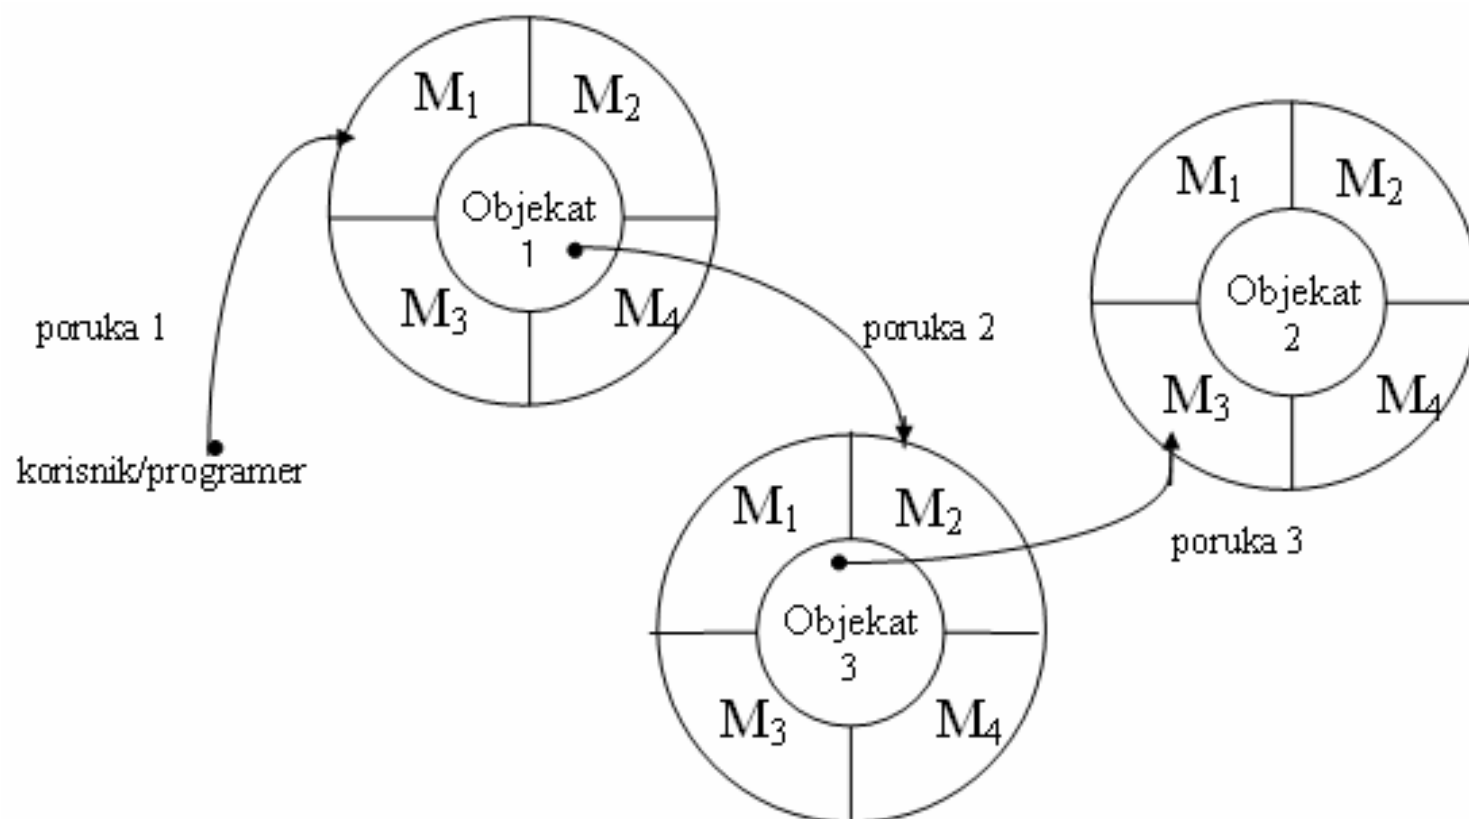 M₁ M₂
Objekat
1
M₃ M₄
poruka 1
korisnik/programer
poruka 2
M₁ M₂
Objekat
2
M₃ M₄
poruka 3
M₁ M₂
Objekat
3
M₃ M₄